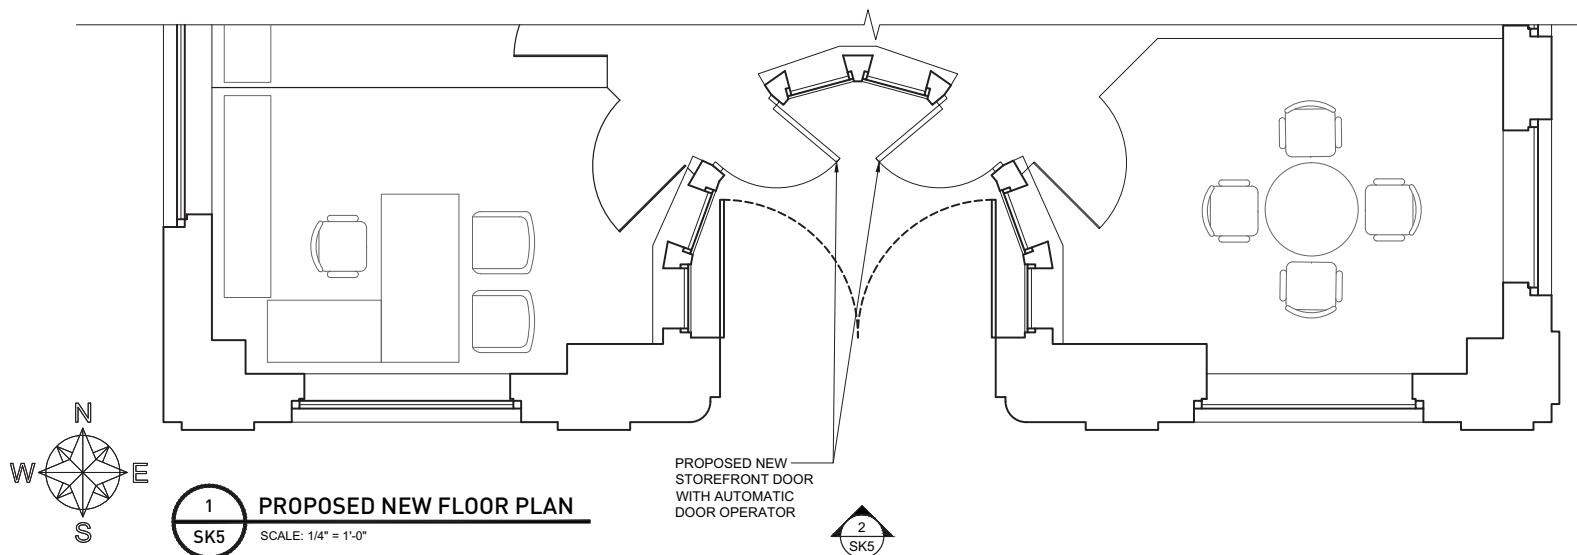 N
W E
S
1
SK5
PROPOSED NEW FLOOR PLAN
SCALE: 1/4" = 1'-0"
PROPOSED NEW
STOREFRONT DOOR
WITH AUTOMATIC
DOOR OPERATOR
2
SK5